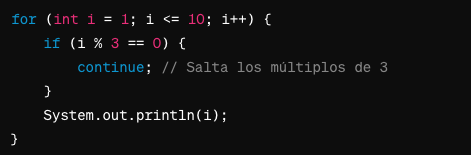 for (int i = 1; i <= 10; i++) {
    if (i % 3 == 0) {
        continue; // Salta los múltiplos de 3
    }
    System.out.println(i);
}